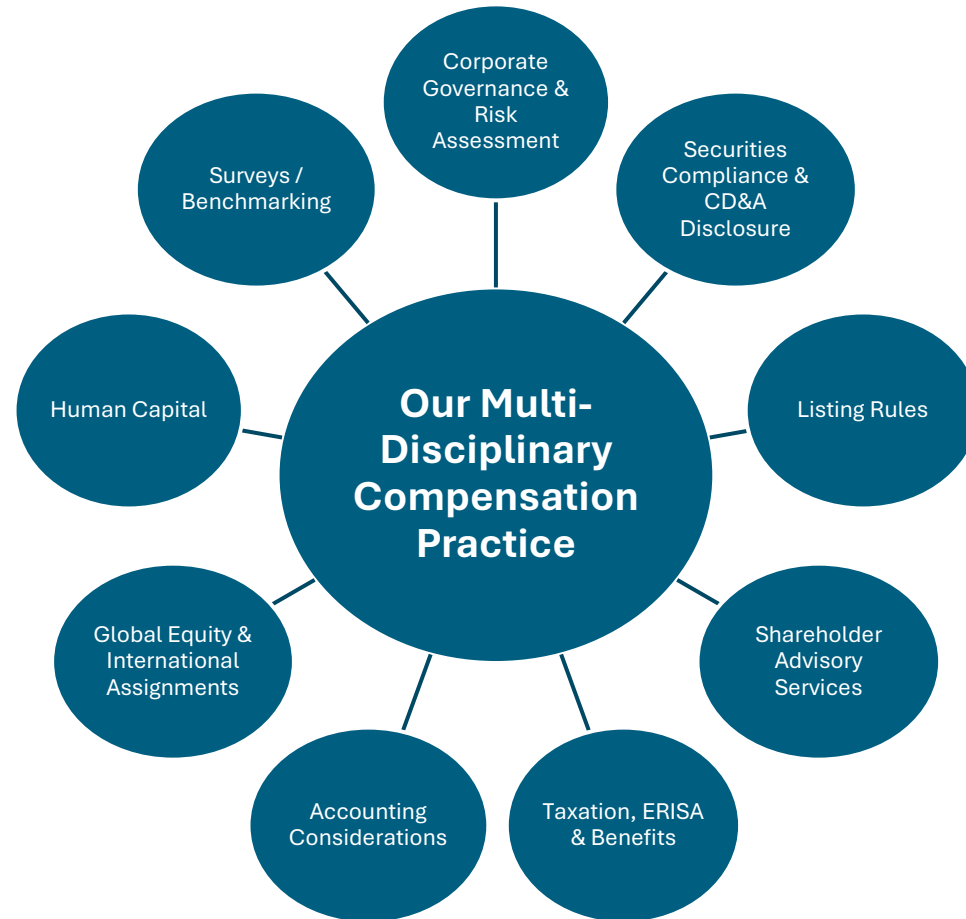 Corporate
Governance &
Risk
Assessment
Securities
Compliance &
CD&A
Disclosure
Listing Rules
Shareholder
Advisory
Services
Taxation, ERISA
& Benefits
Accounting
Considerations
Global Equity &
International
Assignments
Human Capital
Surveys /
Benchmarking
Our Multi-
Disciplinary
Compensation
Practice